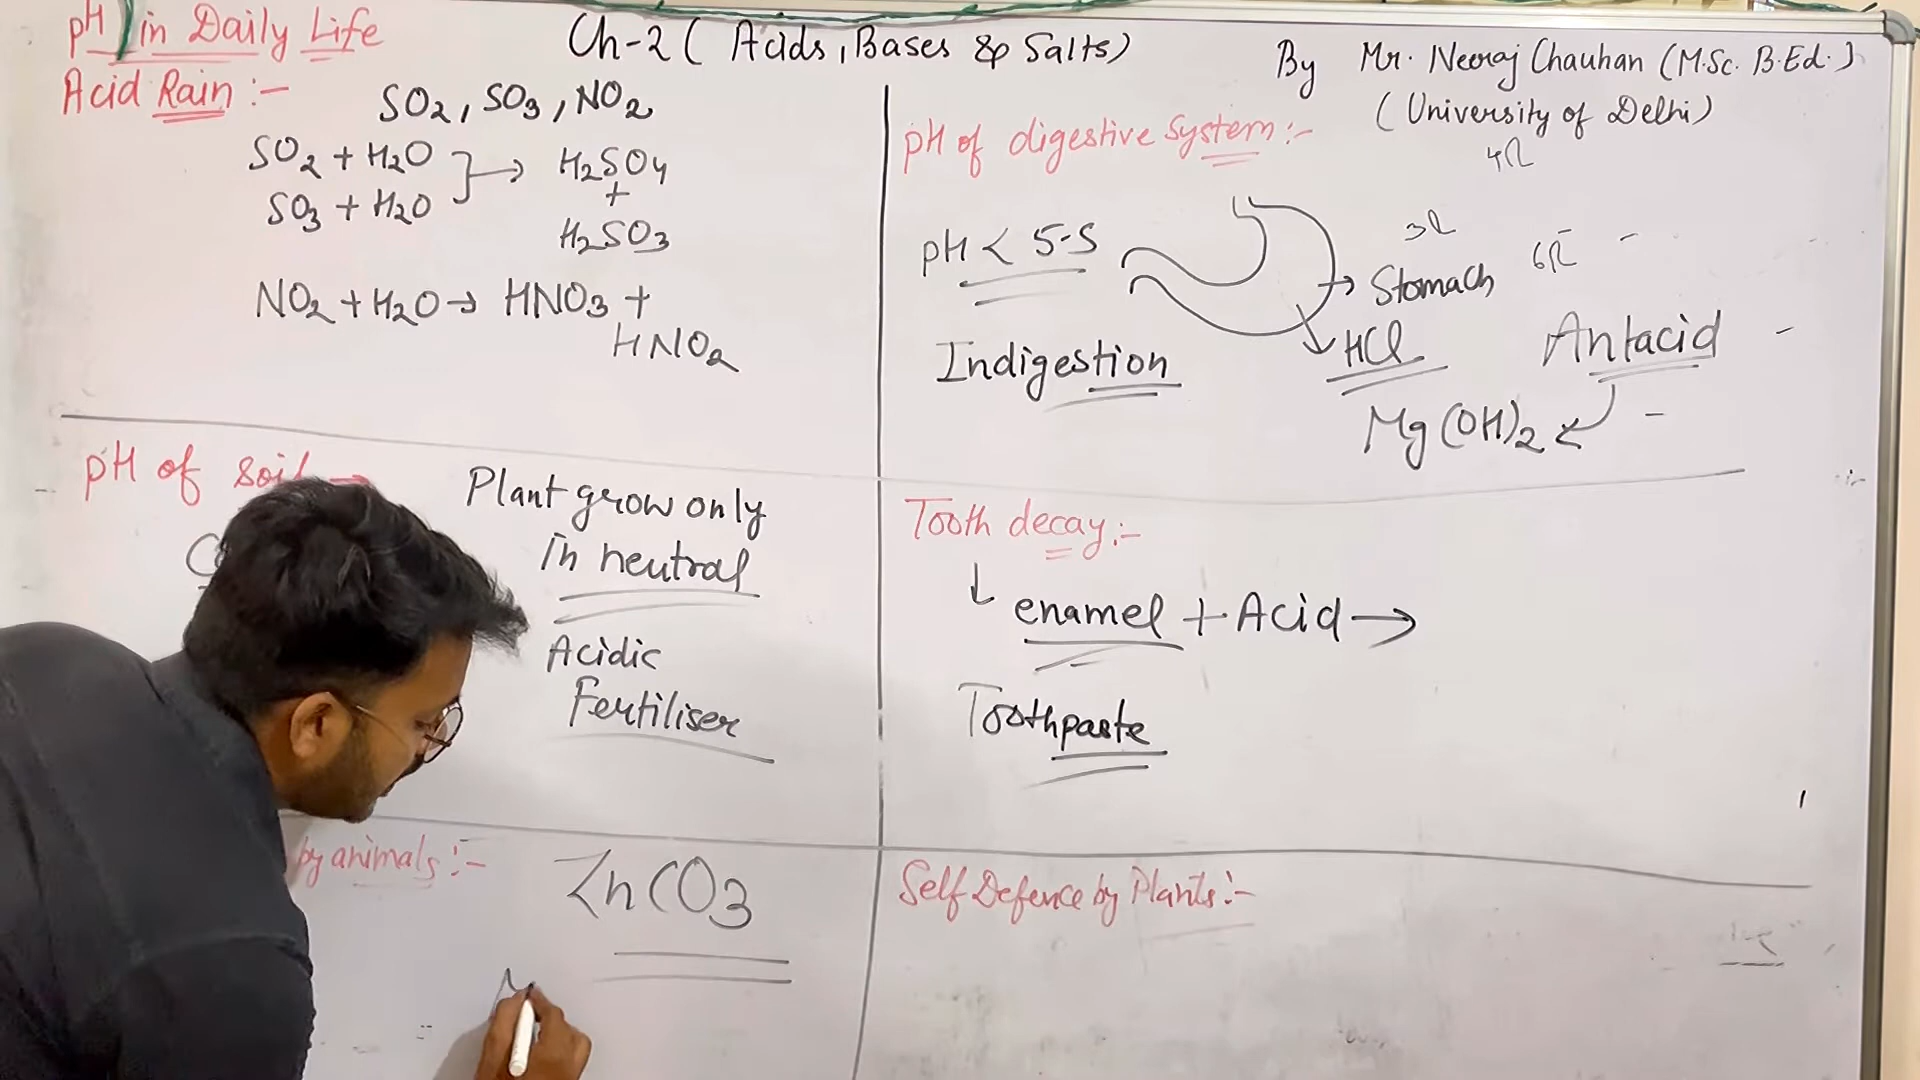 pH in Daily Life
Ch-2 ( Acids, Bases & Salts)
By Mr. Neeraj Chauhan (M.Sc. B.Ed.)
(University of Delhi)
Acid Rain :-
SO2, SO3, NO2
SO2 + H2O
SO3 + H2O
→ H2SO4
+
H2SO3
NO2 + H2O → HNO3 +
HNO2
pH of digestive System :-
pH < 5.5
→ Stomach
HCl
Indigestion
Antacid
Mg(OH)2
pH of soil →
Plant grow only
in neutral
Acidic
Fertiliser
Tooth decay :-
↓ enamel + Acid →
Toothpaste
by animals :-
ZnCO3
Self Defence by Plants :-